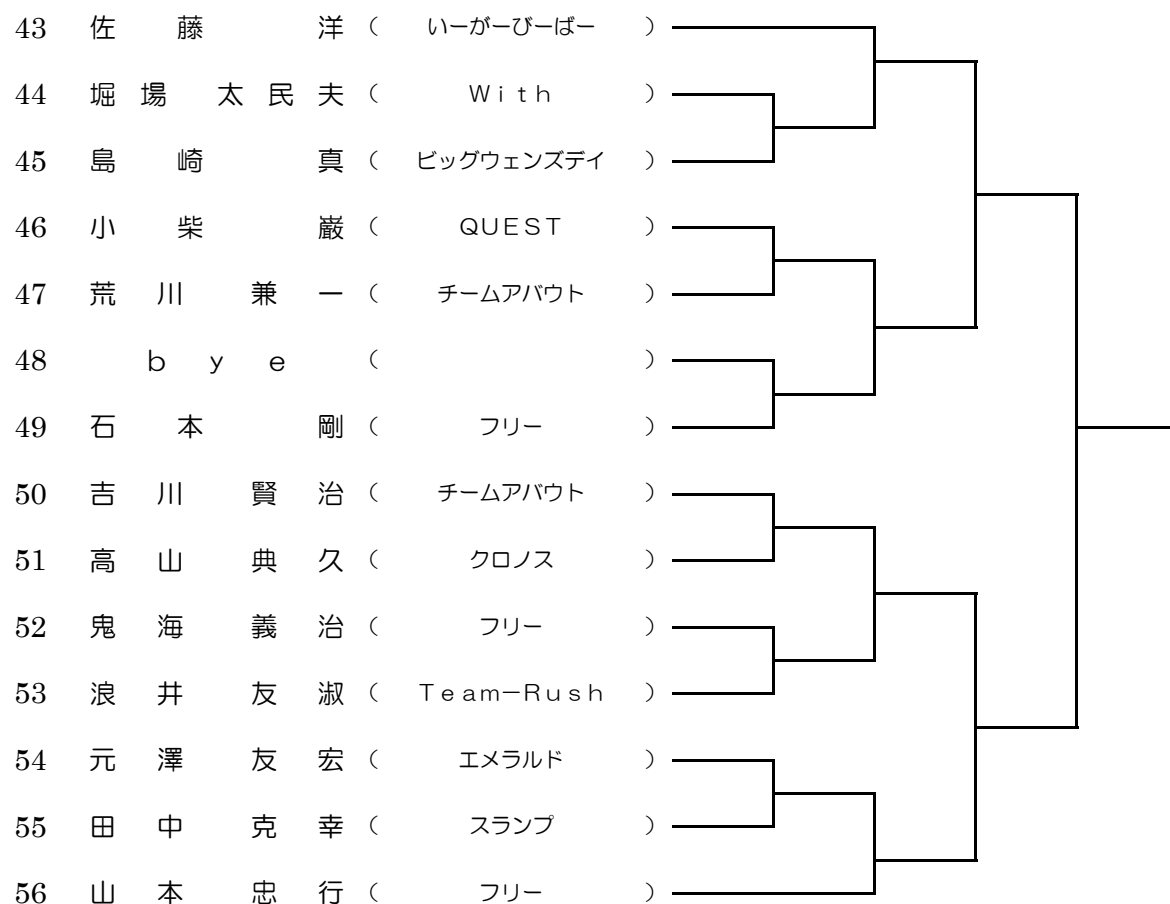 43 佐藤 洋 ( いーがーびーばー )
44 堀場 太民夫 ( With )
45 島崎 真 ( ビッグウェンズデイ )
46 小柴 巌 ( QUEST )
47 荒川 兼一 ( チームアバウト )
48 bye ( )
49 石本 剛 ( フリー )
50 吉川 賢治 ( チームアバウト )
51 高山 典久 ( クロノス )
52 鬼海 義治 ( フリー )
53 浪井 友淑 ( Team-Rush )
54 元澤 友宏 ( エメラルド )
55 田中 克幸 ( スランプ )
56 山本 忠行 ( フリー )